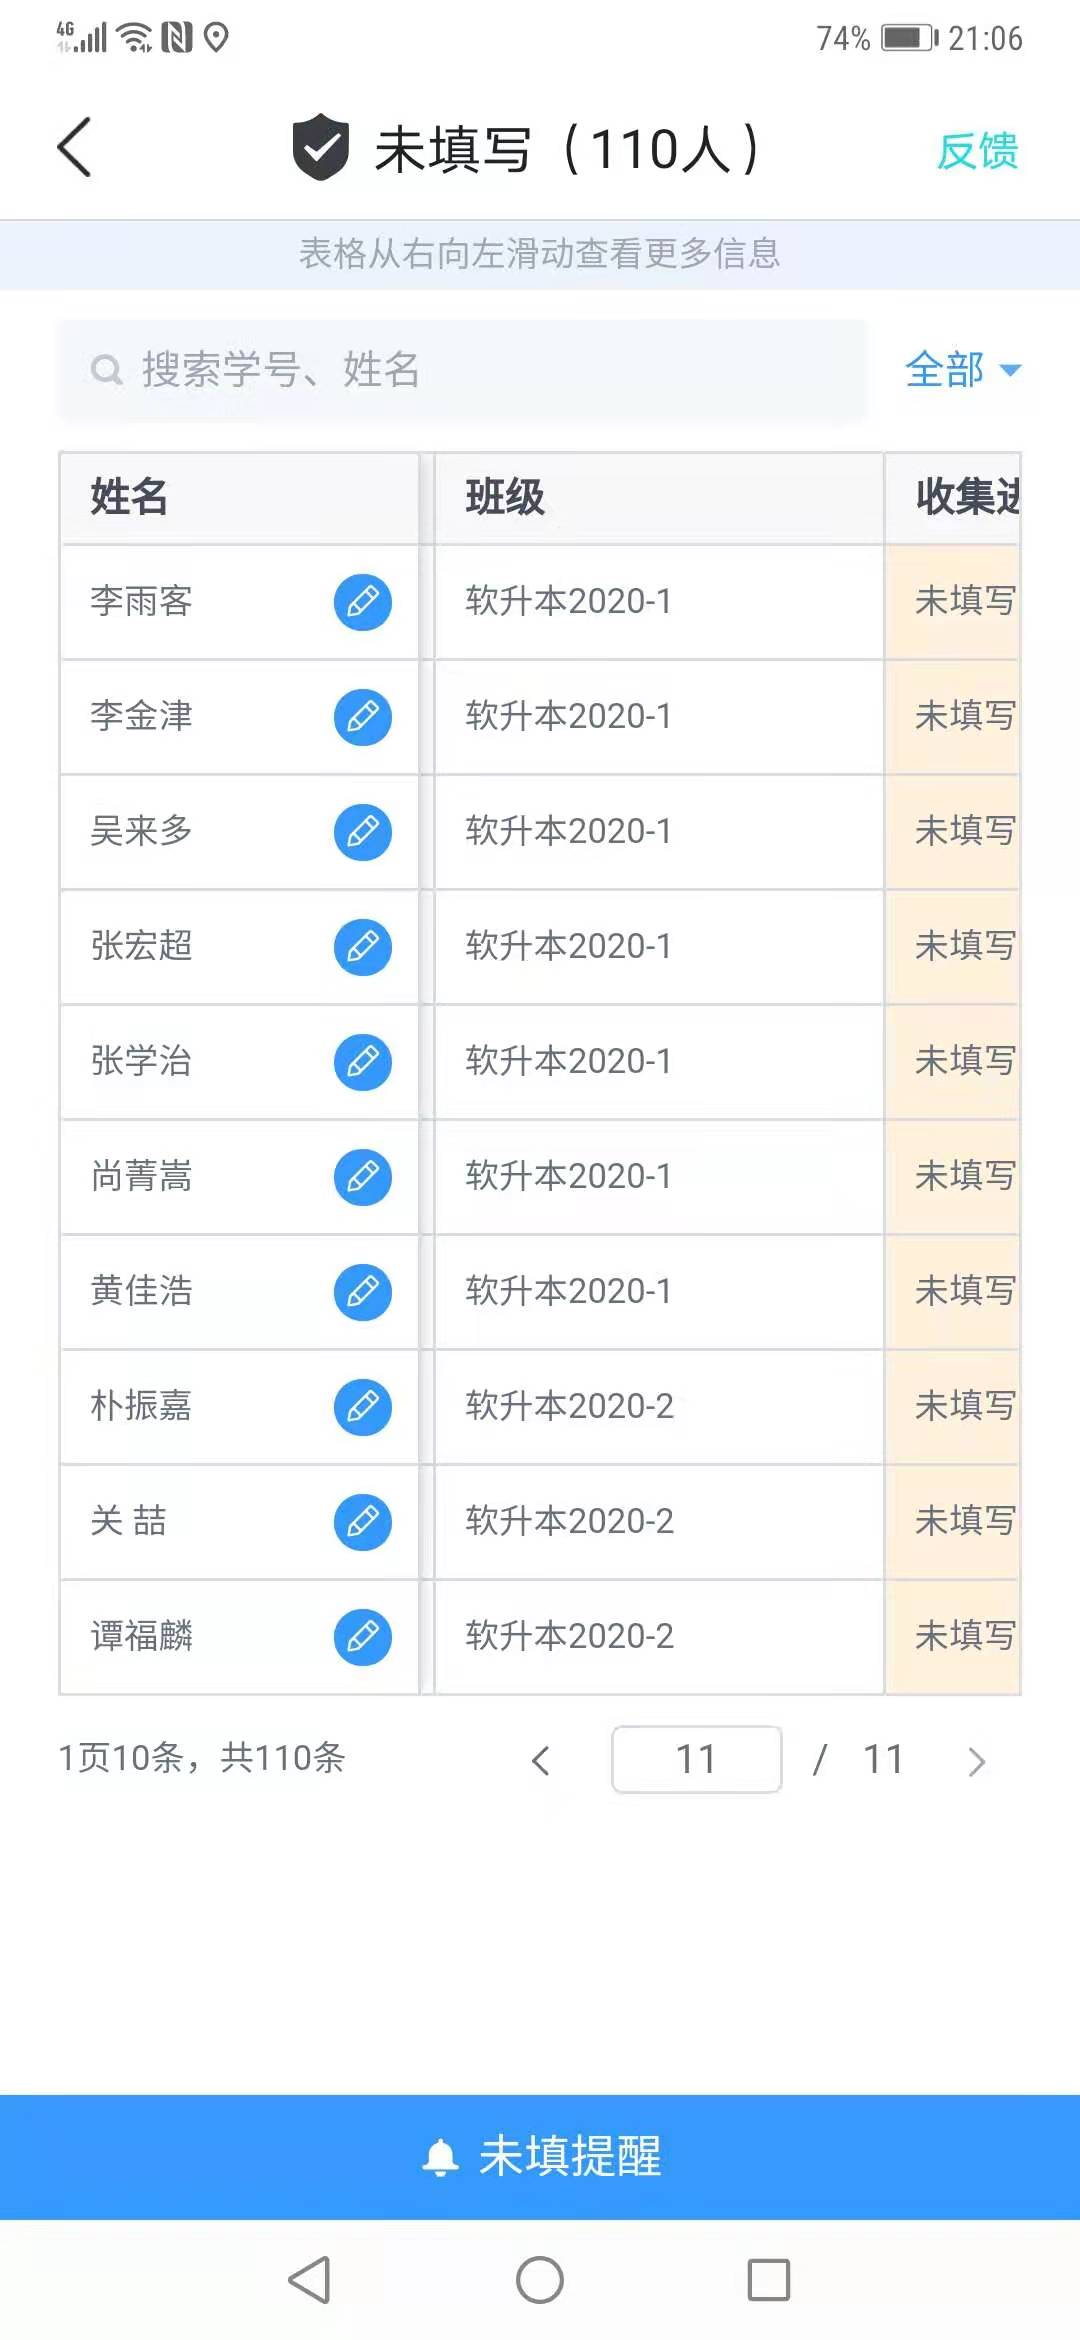 4G 74% 21:06
未填写（110人） 反馈
表格从右向左滑动查看更多信息
搜索学号、姓名 全部
姓名 班级 收集进
李雨客 软升本2020-1 未填写
李金津 软升本2020-1 未填写
吴来多 软升本2020-1 未填写
张宏超 软升本2020-1 未填写
张学治 软升本2020-1 未填写
尚菁嵩 软升本2020-1 未填写
黄佳浩 软升本2020-1 未填写
朴振嘉 软升本2020-2 未填写
关 喆 软升本2020-2 未填写
谭福麟 软升本2020-2 未填写
1页10条，共110条 11 / 11
未填提醒